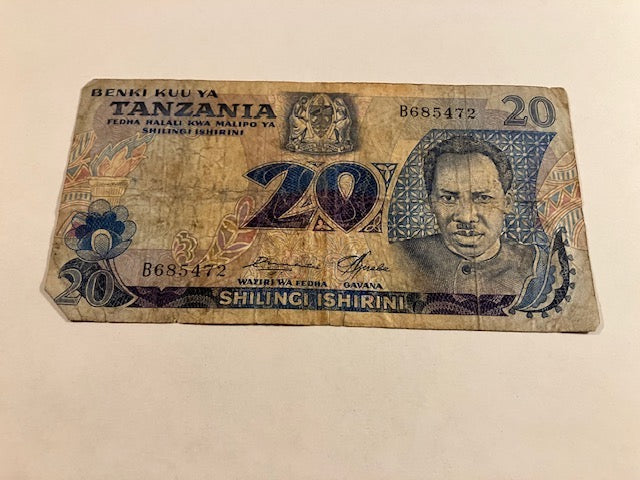 BENKI KUU YA
TANZANIA
FEDHA HALALI KWA MALIPO YA
SHILINGI ISHIRINI
B685472
20
20
B685472
20
WAZIRI WA FEDHA GAVANA
SHILINGI ISHIRINI